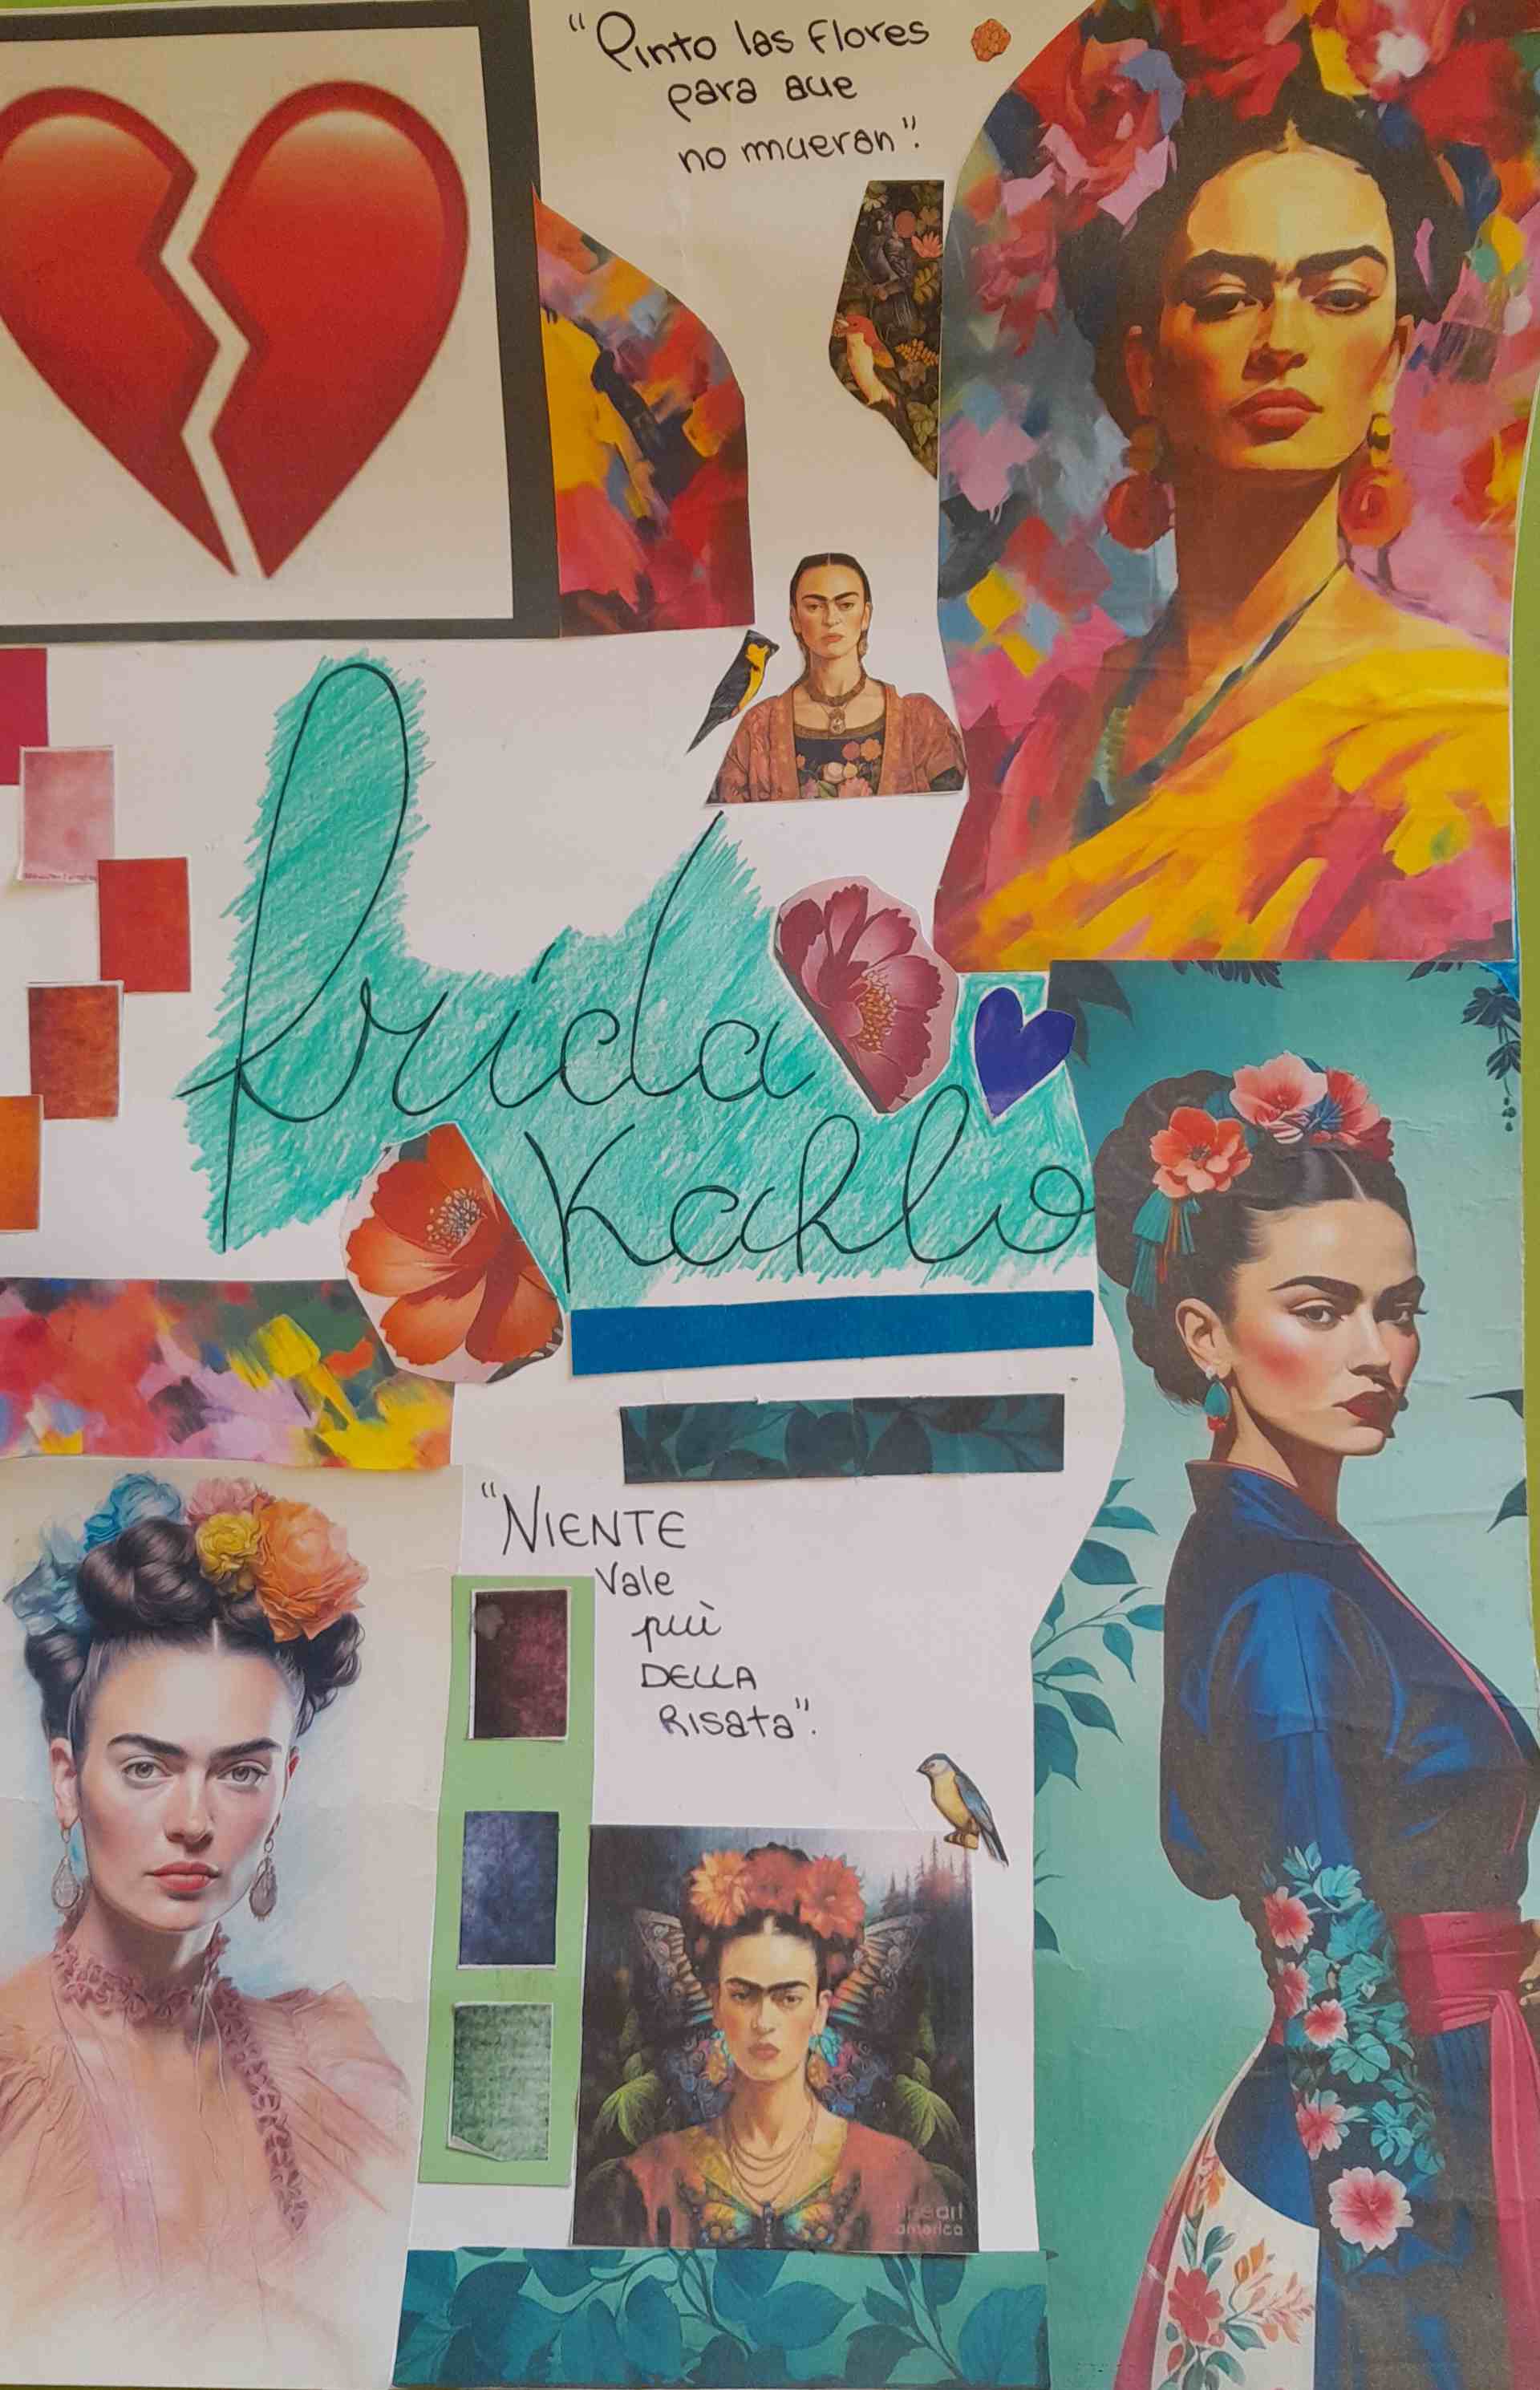 "Pinto las Flores
para aue
no mueran".
frida
Kahlo
"NIENTE
Vale
più
DELLA
Risata".
fineart
america